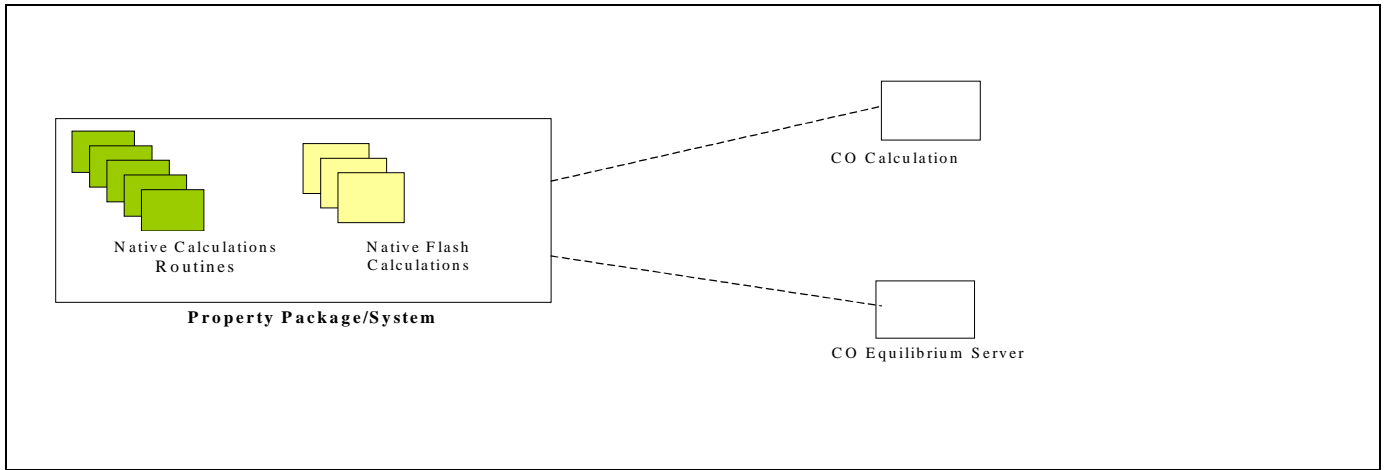 CO Calculation
Native Calculations
Routines
Native Flash
Calculations
Property Package/System
CO Equilibrium Server